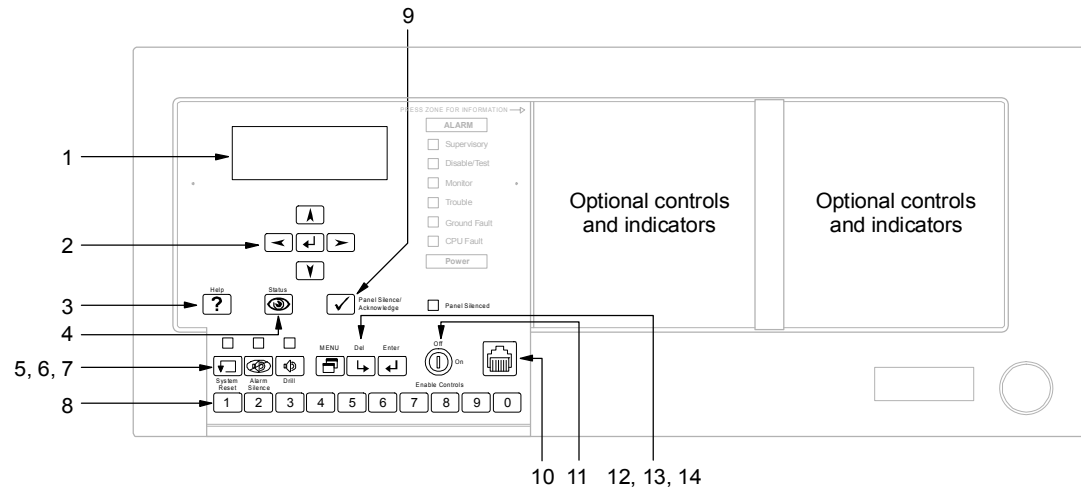 9
PRESS ZONE FOR INFORMATION
ALARM
Supervisory
Disable/Test
Monitor
Trouble
Ground Fault
CPU Fault
Power
1
Optional controls
and indicators
Optional controls
and indicators
2
3
Help
?
Status
Panel Silence/
Acknowledge
Panel Silenced
4
5, 6, 7
MENU
Del
Enter
Off
On
System
Reset
Alarm
Silence
Drill
Enable Controls
8
1 2 3 4 5 6 7 8 9 0
10 11 12, 13, 14